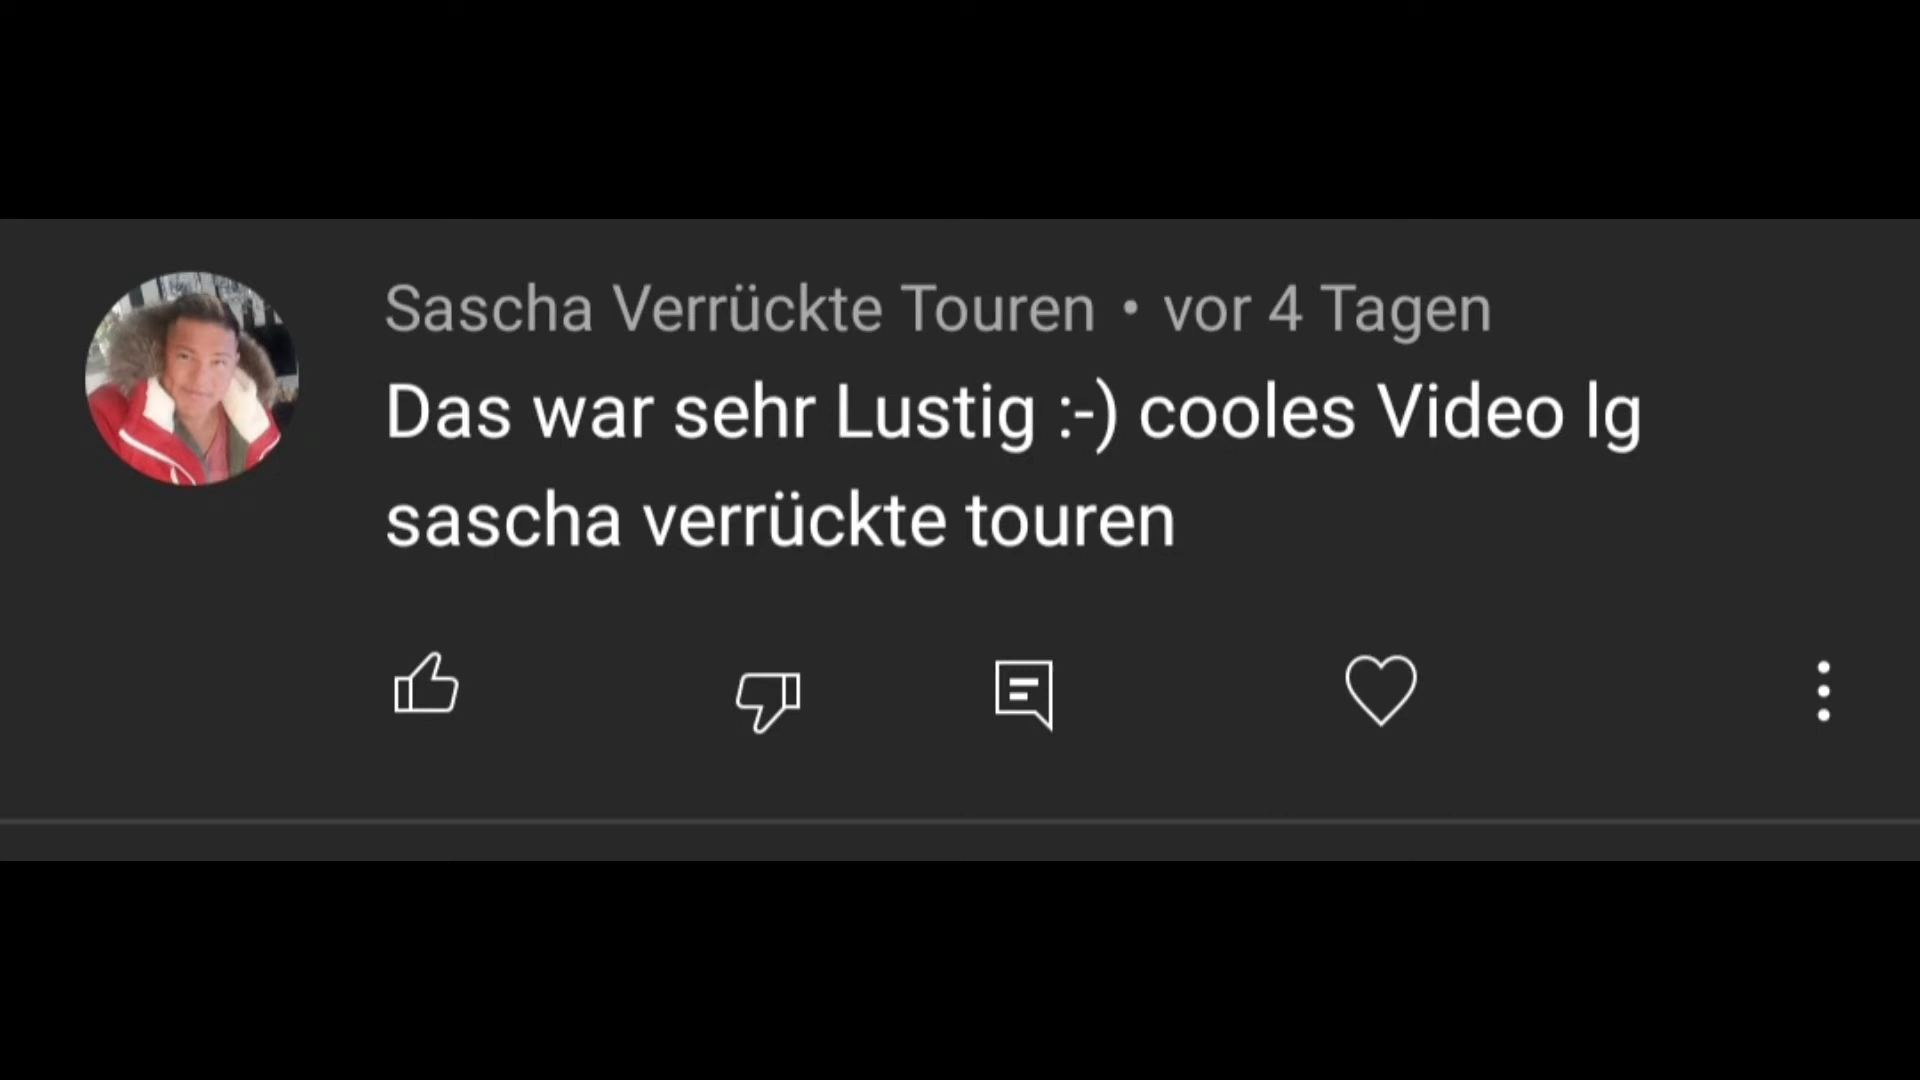 Sascha Verrückte Touren • vor 4 Tagen
Das war sehr Lustig :-) cooles Video lg
sascha verrückte touren